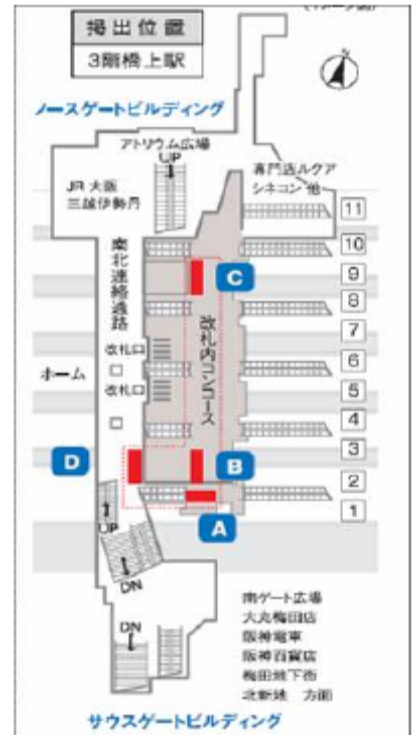 掲出位置
3階橋上駅
ノースゲートビルディング
アトリウム広場
UP
JR大阪
三越伊勢丹
専門店ルクア
シネコン 他
南北連絡通路
改札口
改札口
改札内コンコース
ホーム
11
10
9
8
7
6
5
4
3
2
1
C
B
D
A
UP
DN
DN
南ゲート広場
大丸梅田店
阪神電車
阪神百貨店
梅田地下街
北新地 方面
サウスゲートビルディング